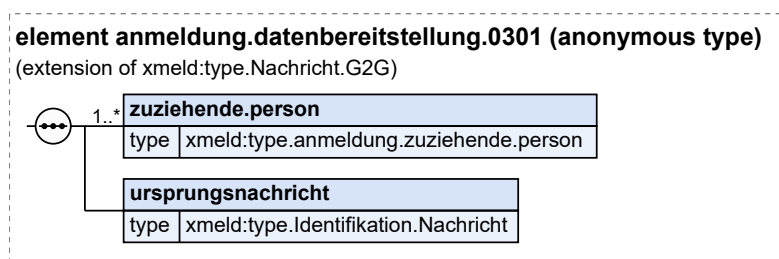 element anmeldung.datenbereitstellung.0301 (anonymous type)
(extension of xmeld:type.Nachricht.G2G)
1..* zuziehende.person
type xmeld:type.anmeldung.zuziehende.person
ursprungsnachricht
type xmeld:type.Identifikation.Nachricht